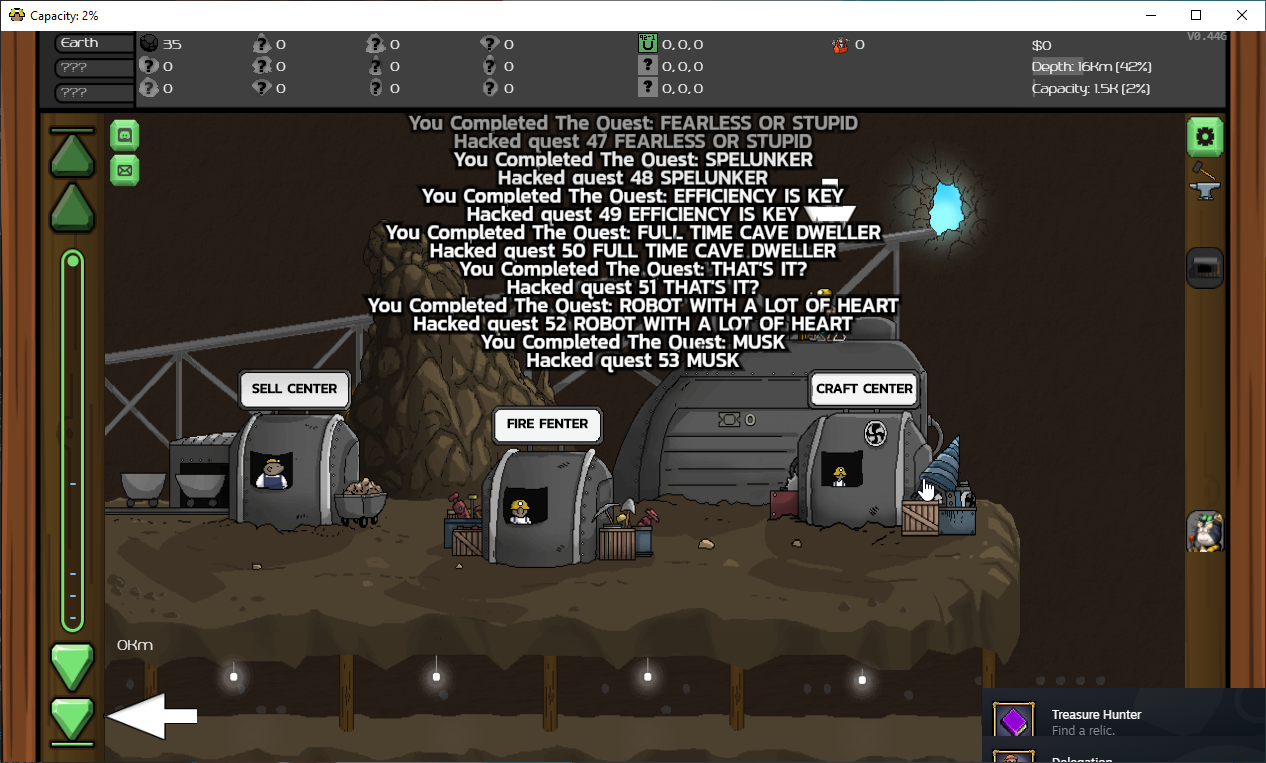 Capacity: 2%
Earth
35
0
0
0
0, 0, 0
0
$0
V0.44G
???
0
0
0
0
0, 0, 0
Depth: 16Km (42%)
???
0
0
0
0
0, 0, 0
Capacity: 1.5K (2%)
You Completed The Quest: FEARLESS OR STUPID
Hacked quest 47 FEARLESS OR STUPID
You Completed The Quest: SPELUNKER
Hacked quest 48 SPELUNKER
You Completed The Quest: EFFICIENCY IS KEY
Hacked quest 49 EFFICIENCY IS KEY
You Completed The Quest: FULL TIME CAVE DWELLER
Hacked quest 50 FULL TIME CAVE DWELLER
You Completed The Quest: THAT'S IT?
Hacked quest 51 THAT'S IT?
You Completed The Quest: ROBOT WITH A LOT OF HEART
Hacked quest 52 ROBOT WITH A LOT OF HEART
You Completed The Quest: MUSK
Hacked quest 53 MUSK
SELL CENTER
FIRE FENTER
CRAFT CENTER
0
0Km
Treasure Hunter
Find a relic.
Delegation